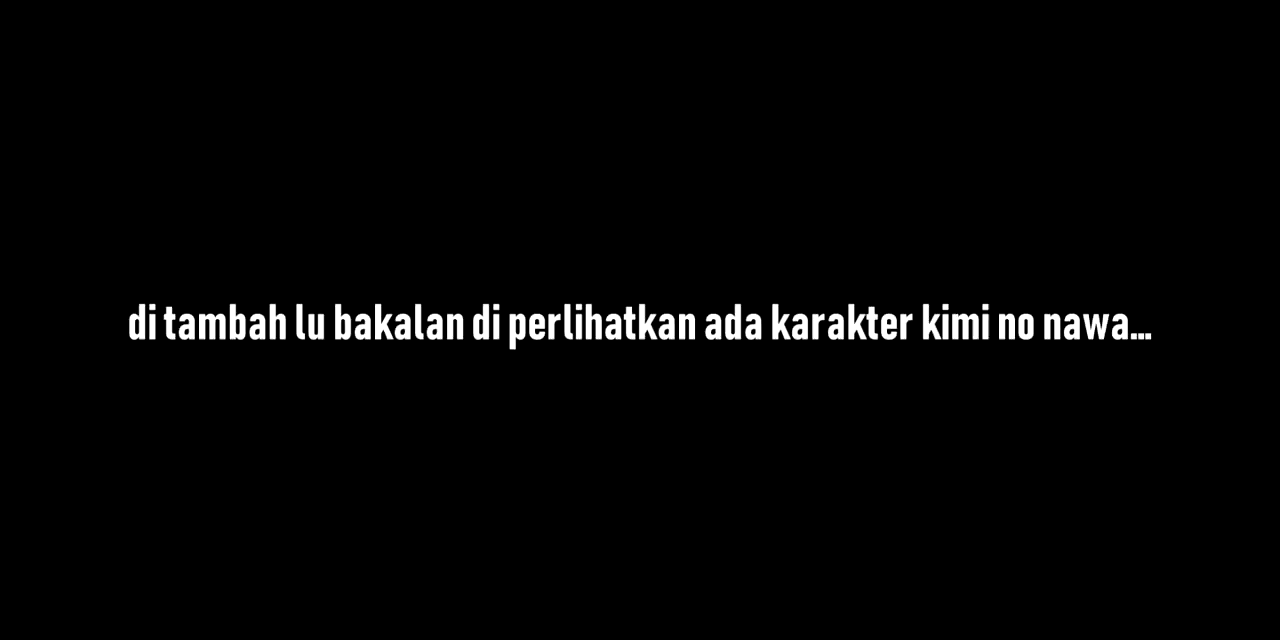 di tambah lu bakalan di perlihatkan ada karakter kimi no nawa...